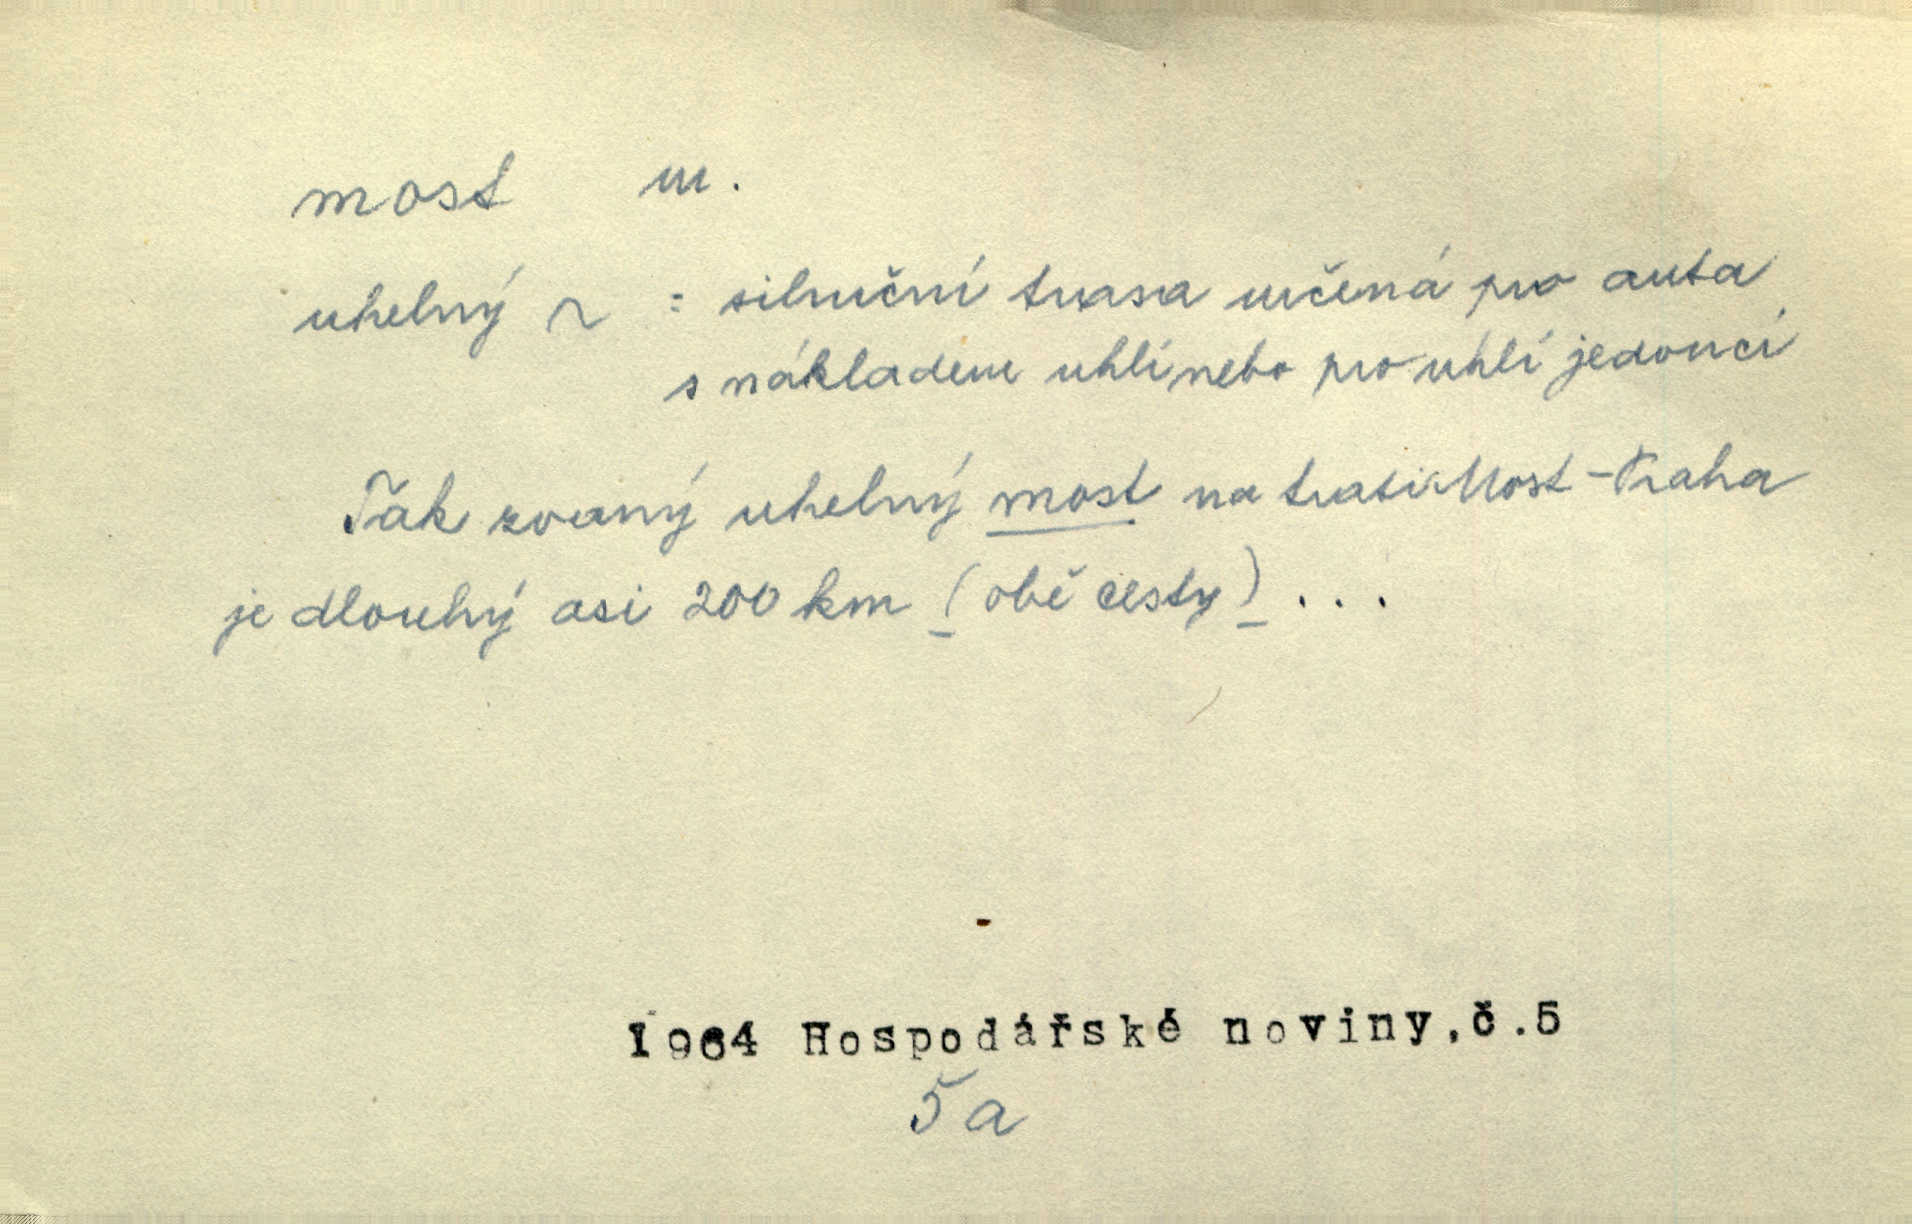 most m.
uhelný ~ : silniční trasa určená pro auta
s nákladem uhlí nebo pro uhlí jedoucí
Tak zvaný uhelný most na trati Most - Praha
je dlouhý asi 200 km (obě cesty) ...
1964 Hospodářské noviny,č.5
5a